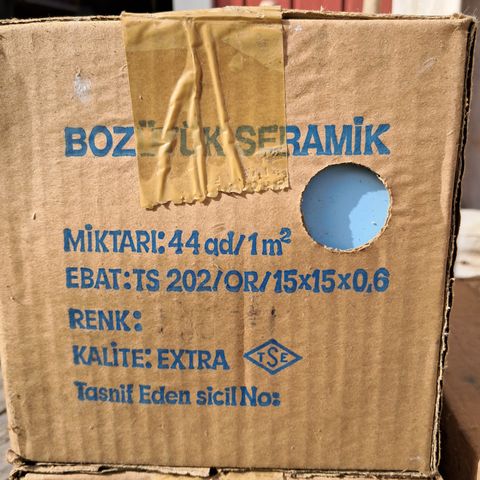 BOZÜYÜK SERAMİK
MİKTARI: 44 ad/1 m²
EBAT: TS 202/OR/15x15x0,6
RENK:
KALİTE: EXTRA TSE
Tasnif Eden sicil No: